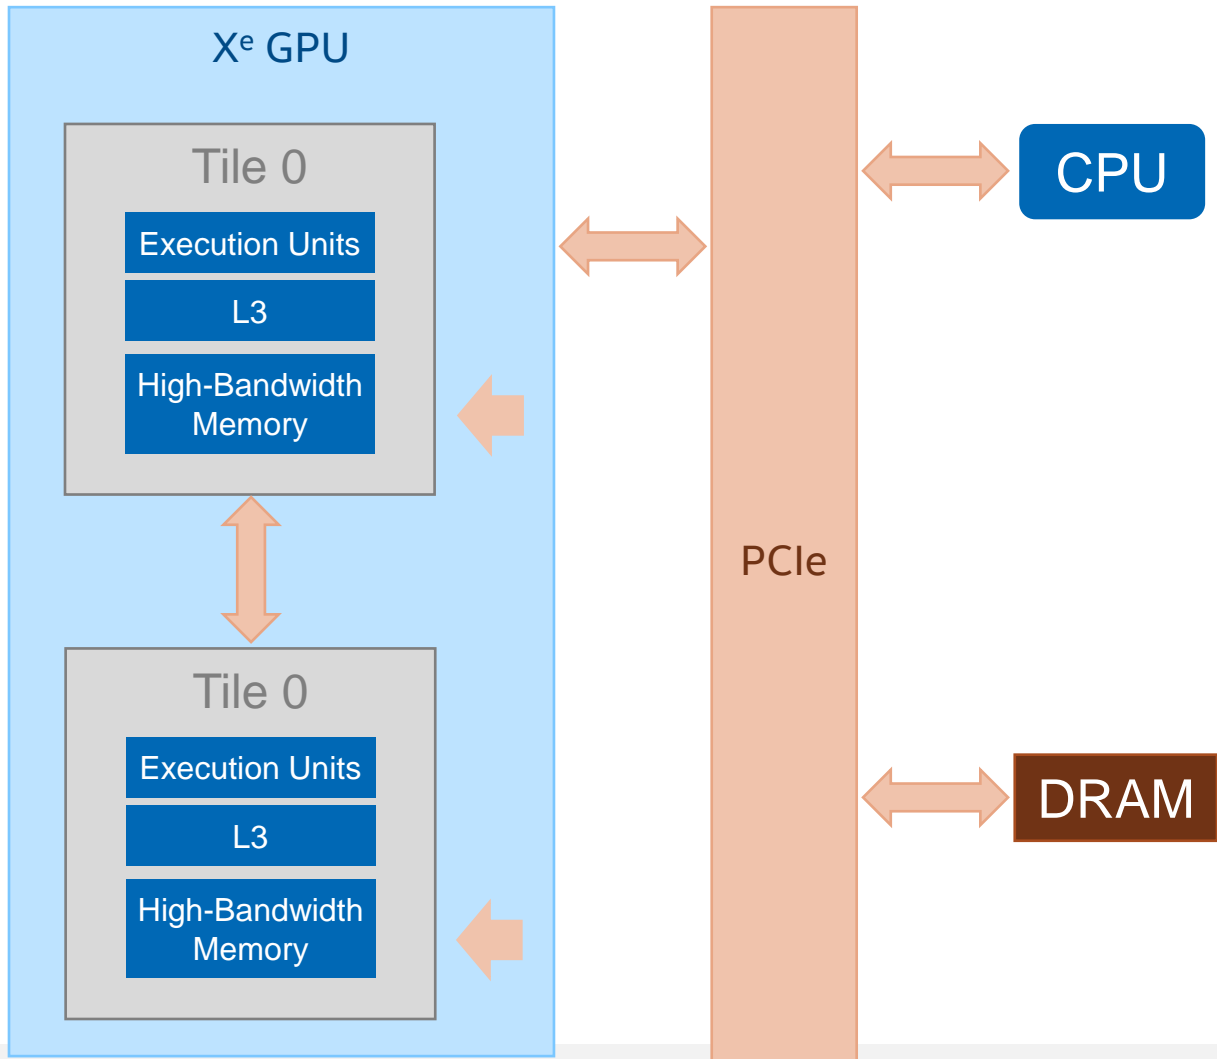 Xᵉ GPU
Tile 0
Execution Units
L3
High-Bandwidth
Memory
Tile 0
Execution Units
L3
High-Bandwidth
Memory
PCIe
CPU
DRAM